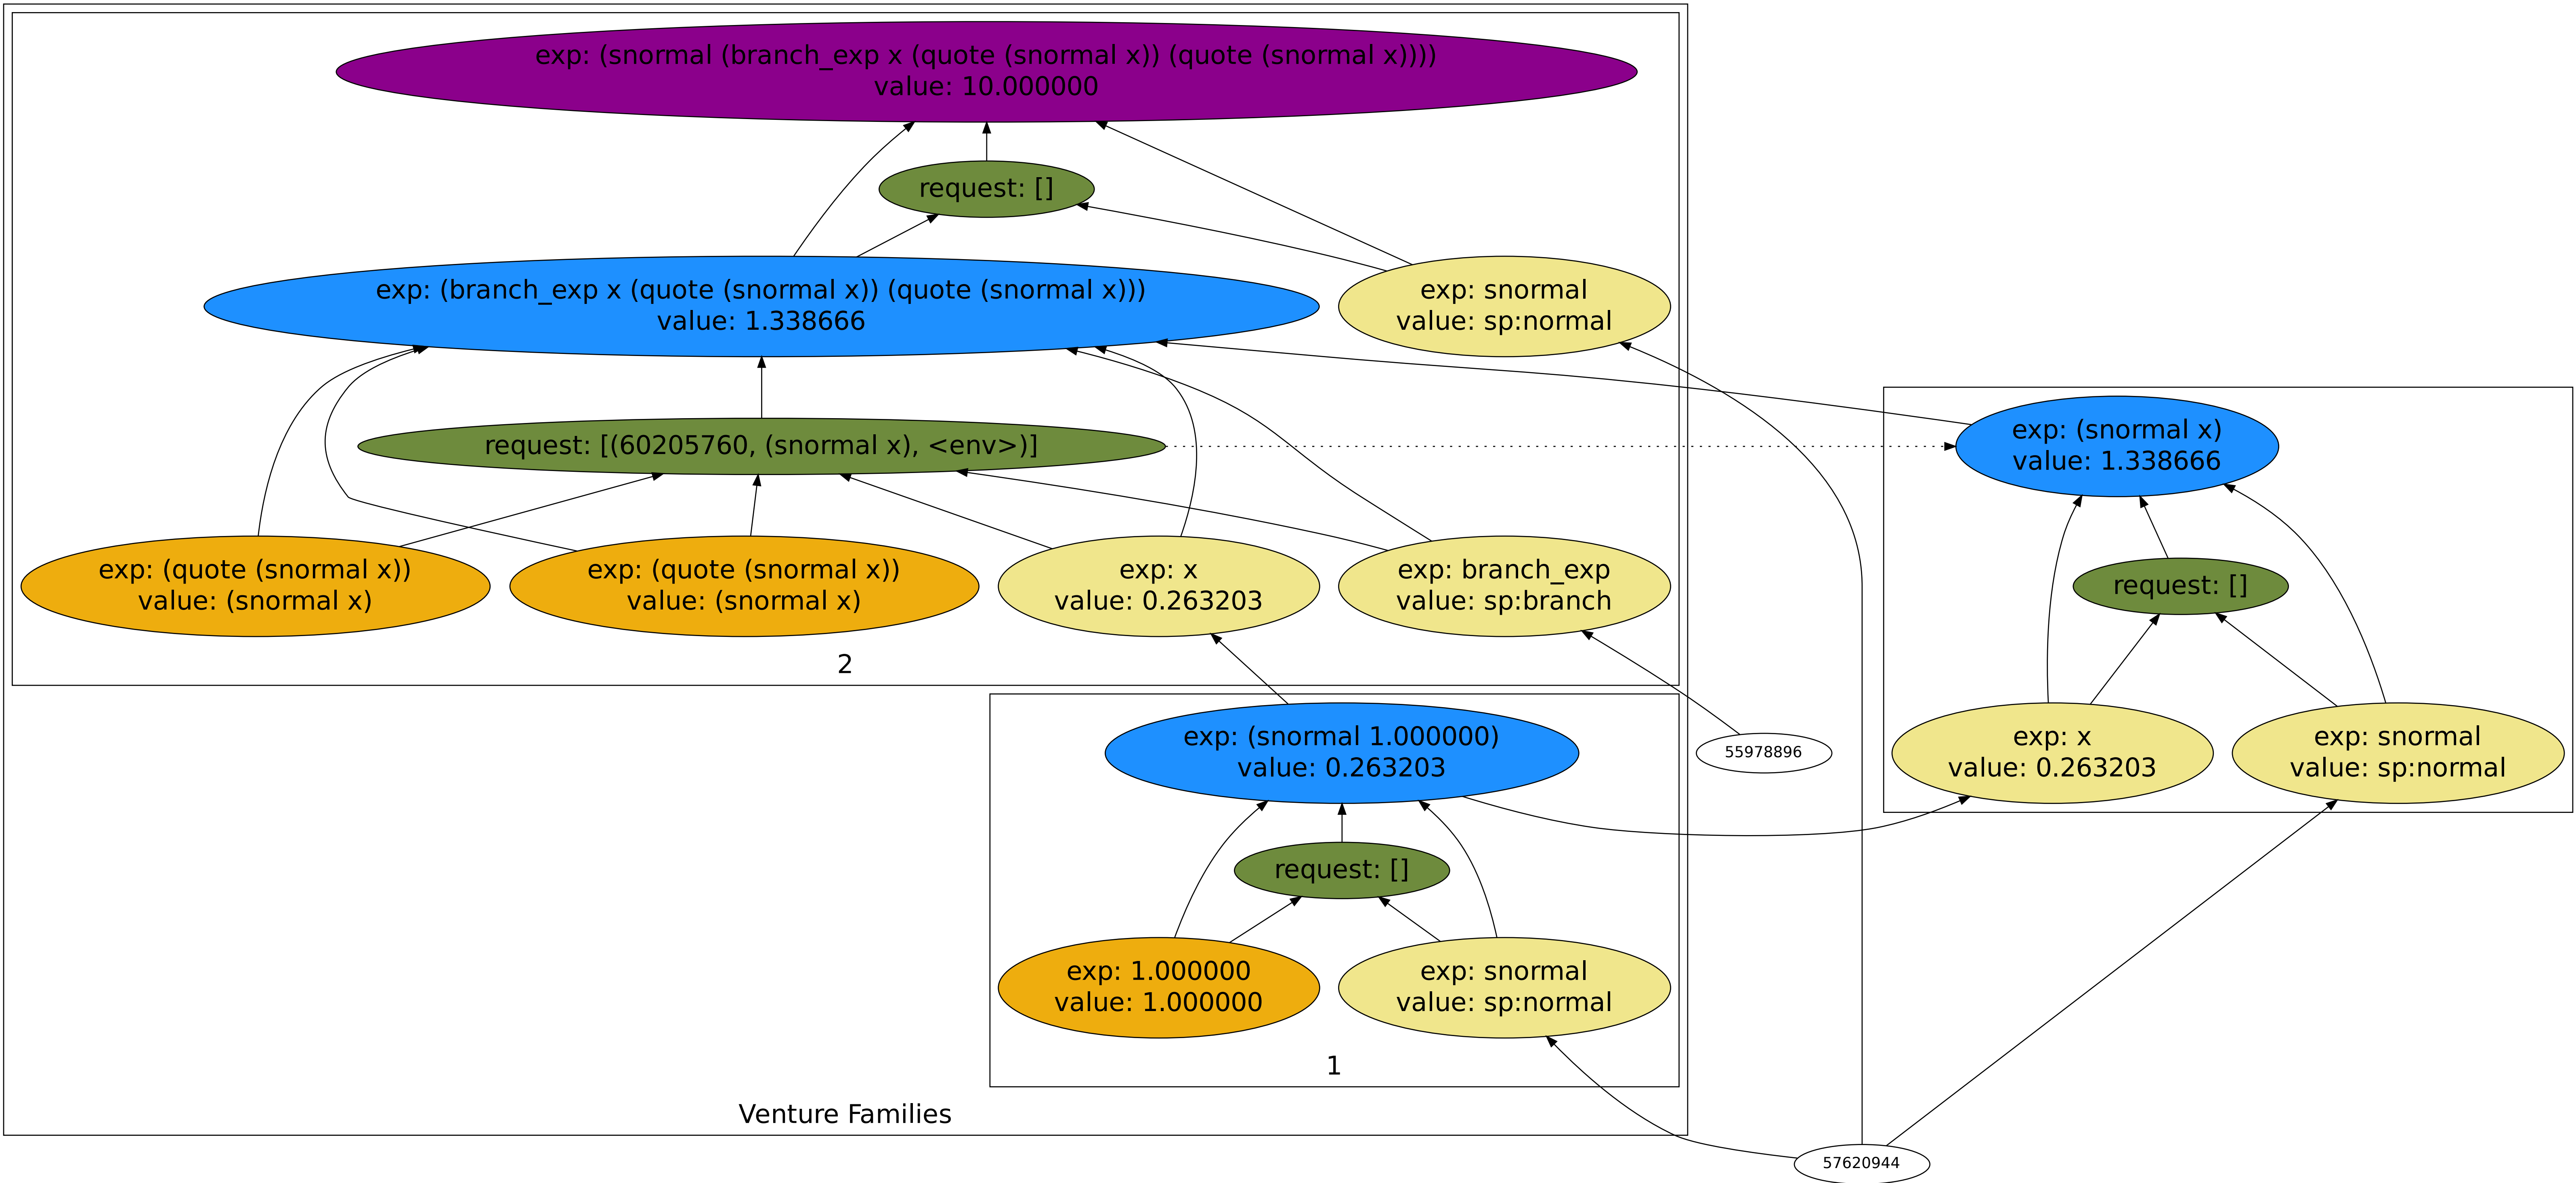 exp: (snormal (branch_exp x (quote (snormal x)) (quote (snormal x))))
value: 10.000000
request: []
exp: (branch_exp x (quote (snormal x)) (quote (snormal x)))
value: 1.338666
exp: snormal
value: sp:normal
request: [(60205760, (snormal x), <env>)]
exp: (snormal x)
value: 1.338666
exp: (quote (snormal x))
value: (snormal x)
exp: (quote (snormal x))
value: (snormal x)
exp: x
value: 0.263203
exp: branch_exp
value: sp:branch
request: []
2
exp: (snormal 1.000000)
value: 0.263203
55978896
exp: x
value: 0.263203
exp: snormal
value: sp:normal
request: []
exp: 1.000000
value: 1.000000
exp: snormal
value: sp:normal
1
Venture Families
57620944